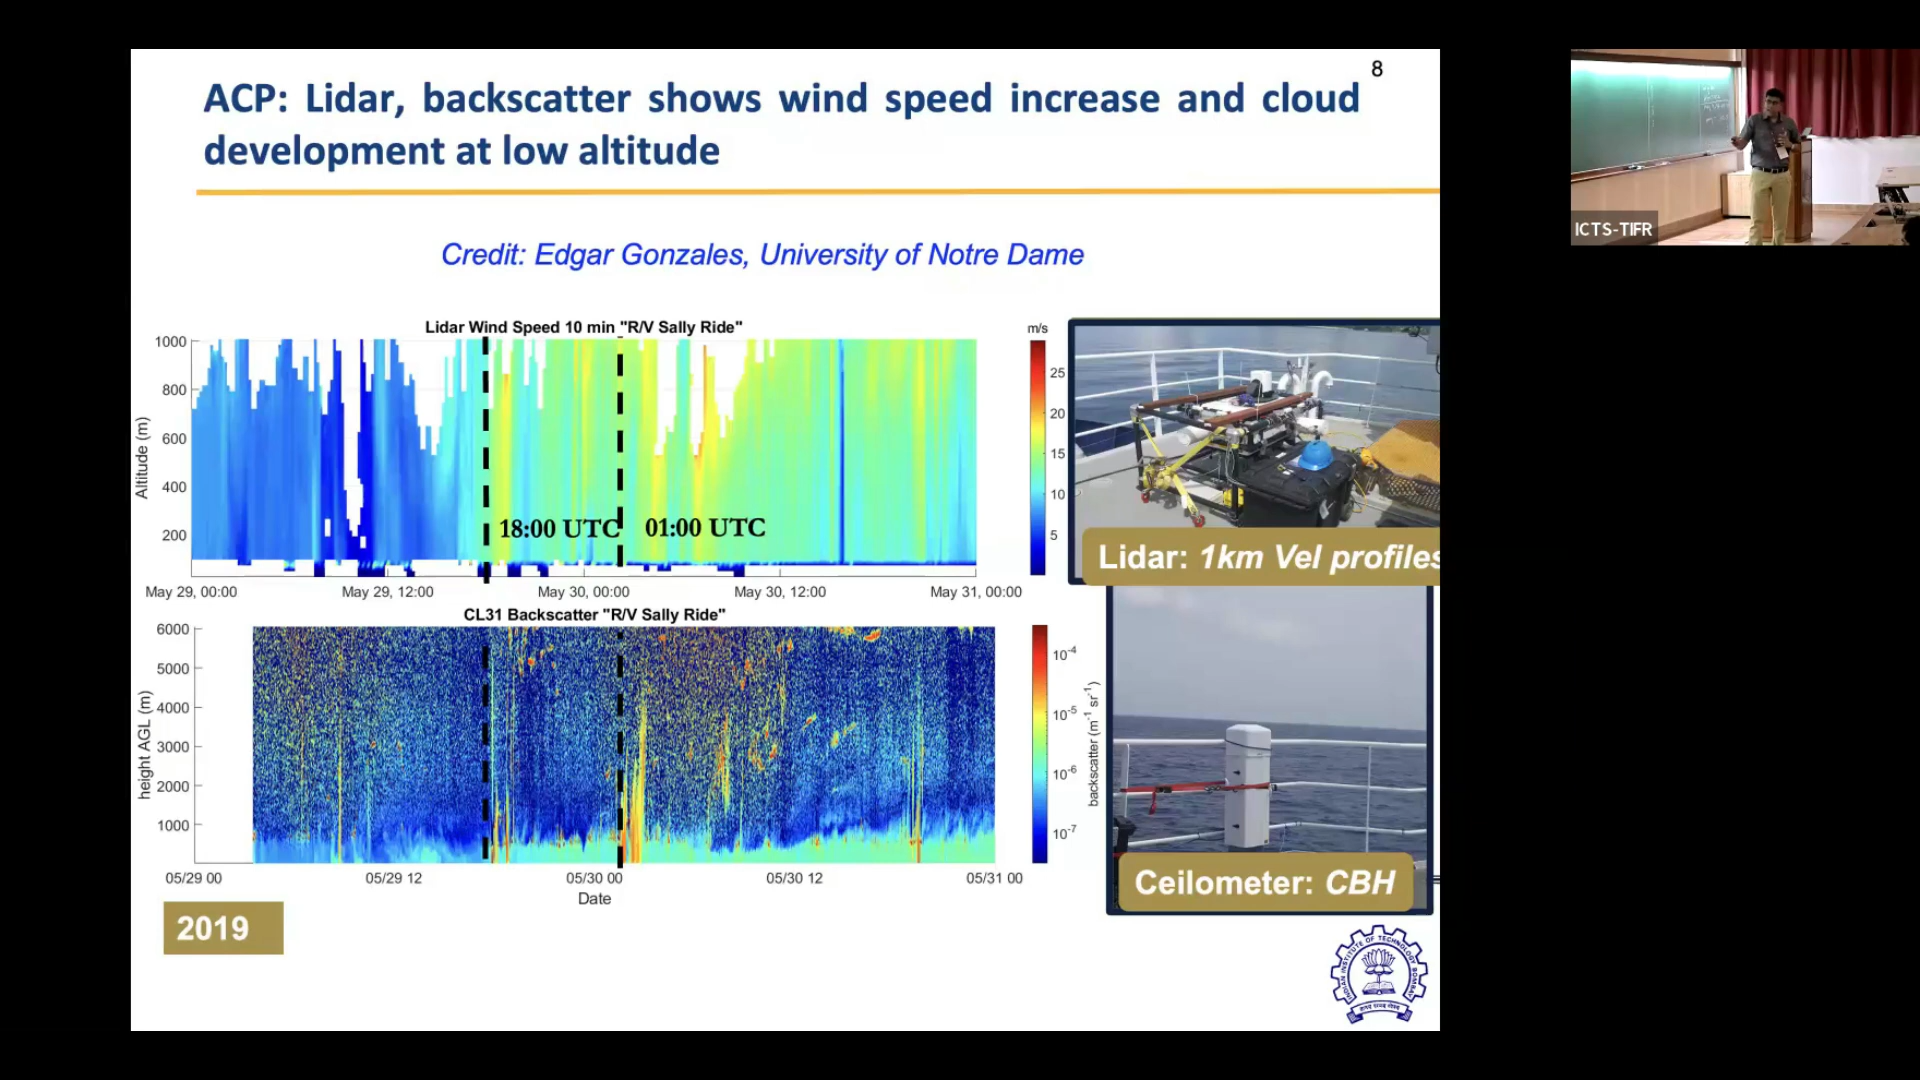 8
ACP: Lidar, backscatter shows wind speed increase and cloud
development at low altitude
ICTS-TIFR
Credit: Edgar Gonzales, University of Notre Dame
Lidar Wind Speed 10 min "R/V Sally Ride"
m/s
1000
800
600
400
200
Altitude (m)
25
20
15
10
5
18:00 UTC
01:00 UTC
May 29, 00:00
May 29, 12:00
May 30, 00:00
May 30, 12:00
May 31, 00:00
Lidar: 1km Vel profiles
CL31 Backscatter "R/V Sally Ride"
6000
5000
4000
3000
2000
1000
height AGL (m)
10-4
10-5
10-6
10-7
backscatter (m-1 sr-1)
05/29 00
05/29 12
05/30 00
05/30 12
05/31 00
Date
Ceilometer: CBH
2019
INDIAN INSTITUTE OF TECHNOLOGY BOMBAY